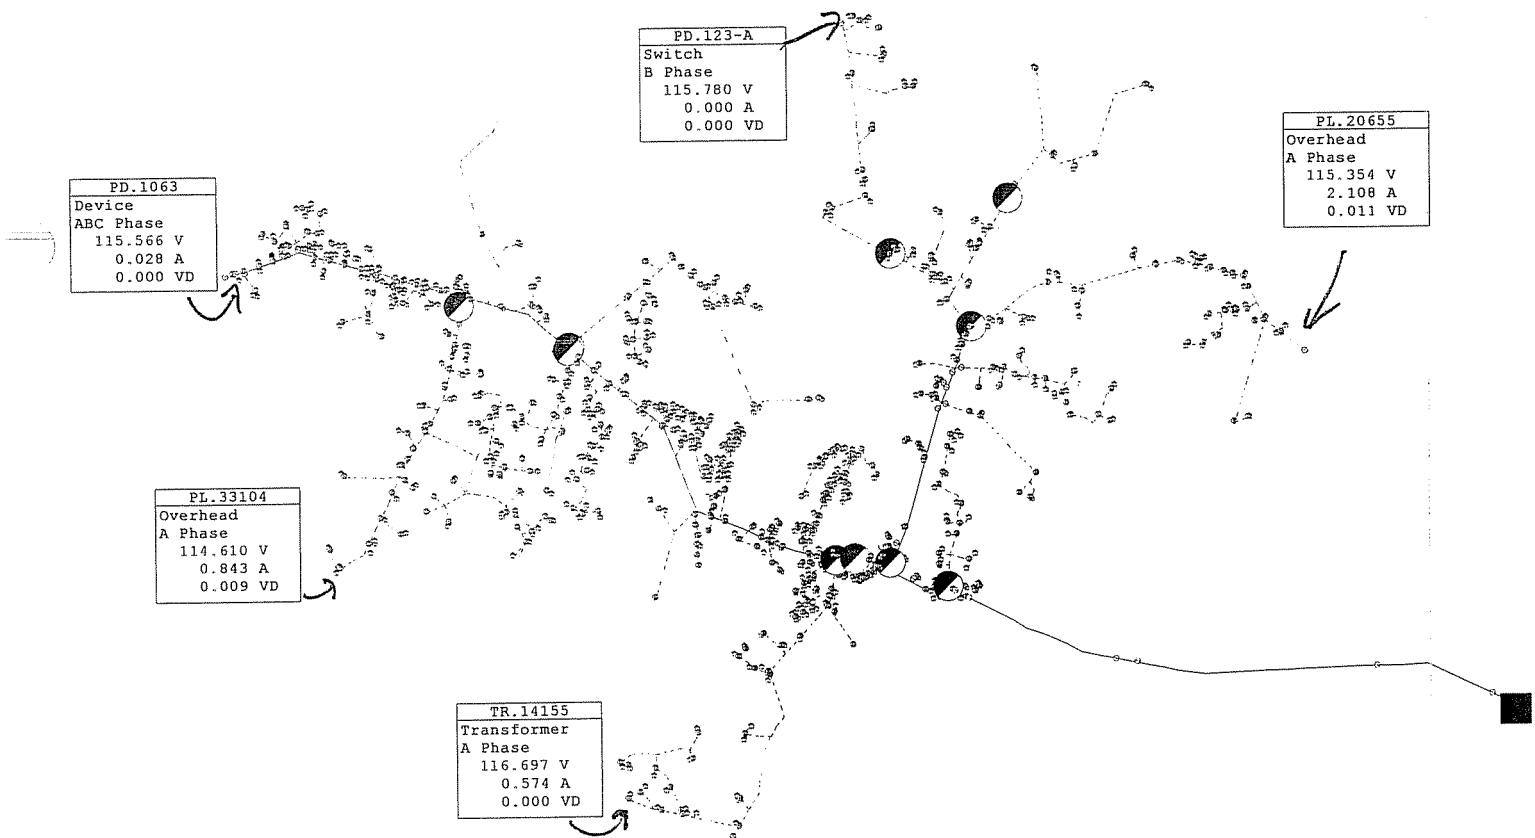 PD.123-A
Switch
B Phase
115.780 V
0.000 A
0.000 VD
PL.20655
Overhead
A Phase
115.354 V
2.108 A
0.011 VD
PD.1063
Device
ABC Phase
115.566 V
0.028 A
0.000 VD
PL.33104
Overhead
A Phase
114.610 V
0.843 A
0.009 VD
TR.14155
Transformer
A Phase
116.697 V
0.574 A
0.000 VD